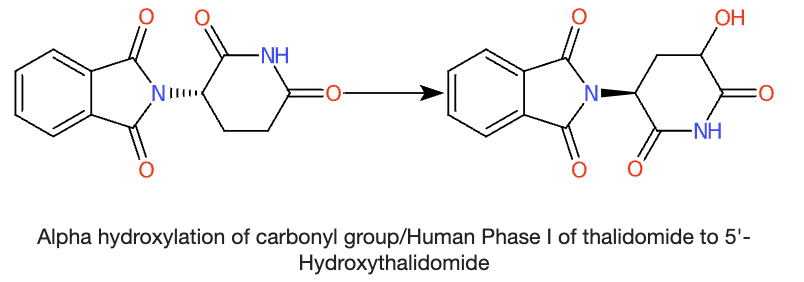 O O O OH
NH
N N
O O
NH
O O O
Alpha hydroxylation of carbonyl group/Human Phase I of thalidomide to 5'-
Hydroxythalidomide